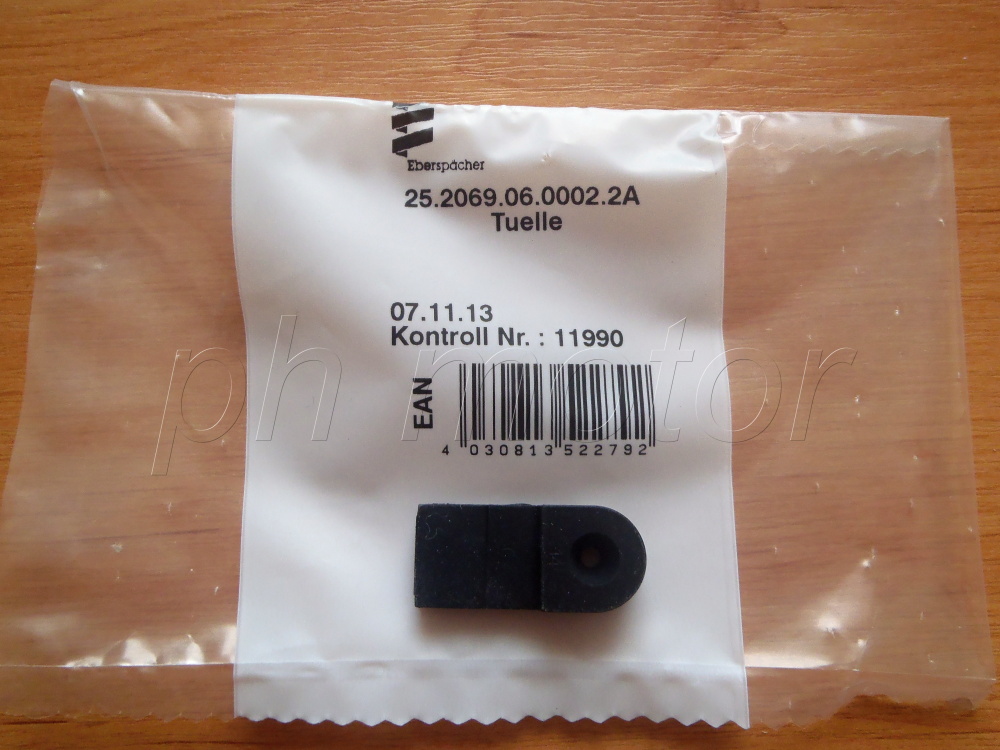 Eberspächer
25.2069.06.0002.2A
Tuelle
07.11.13
Kontroll Nr. : 11990
ph motor
EAN
4 030813 522792
14